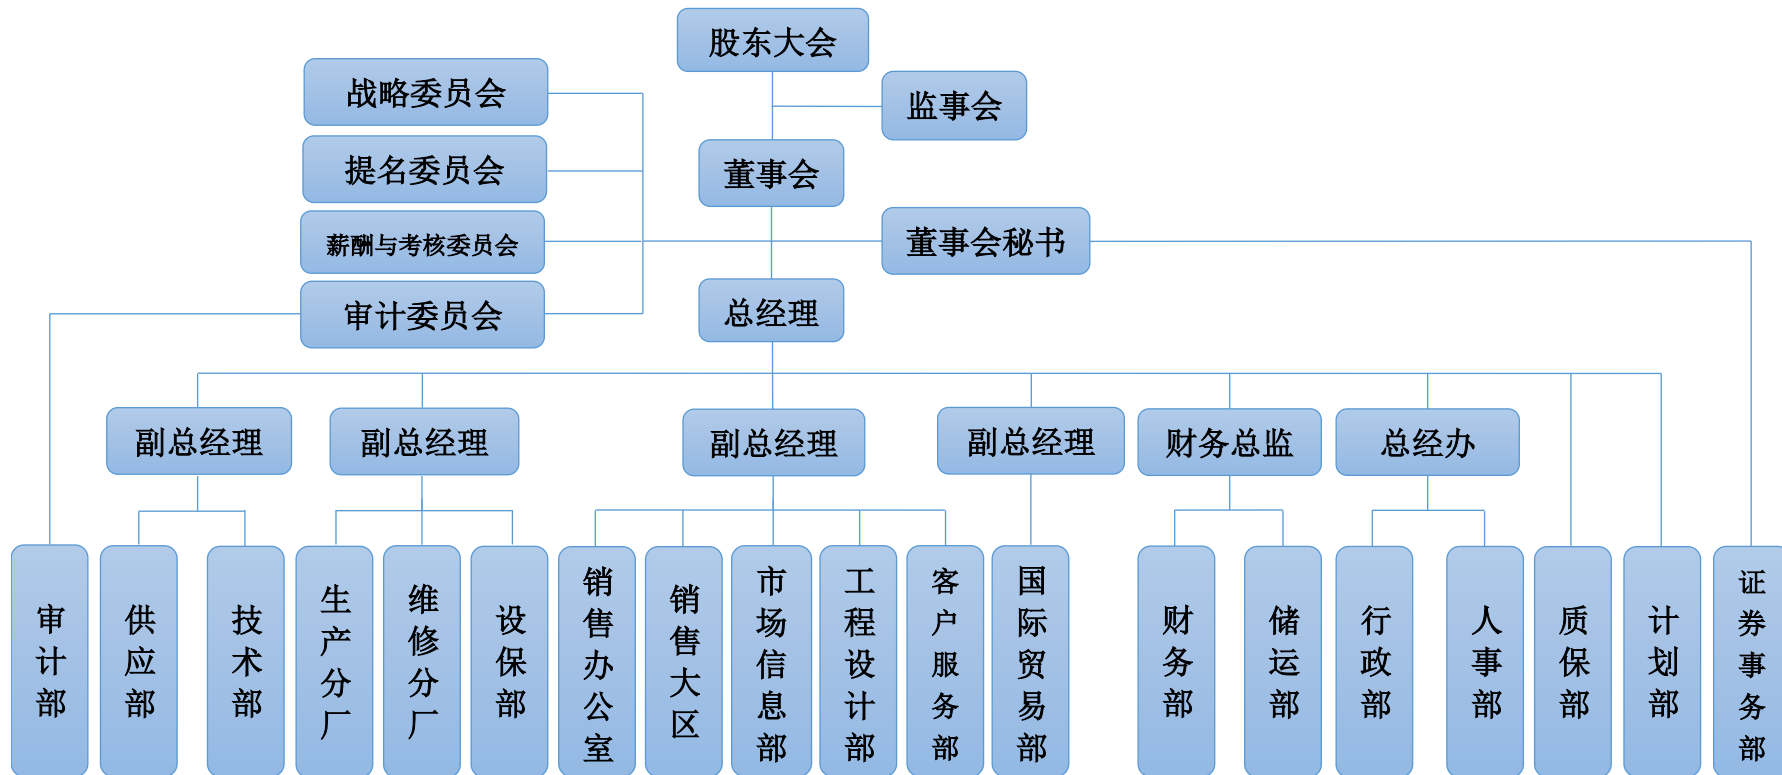 股东大会
战略委员会
监事会
提名委员会
董事会
薪酬与考核委员会
董事会秘书
审计委员会
总经理
副总经理
副总经理
副总经理
副总经理
财务总监
总经办
审计部
供应部
技术部
生产分厂
维修分厂
设保部
销售办公室
销售大区
市场信息部
工程设计部
客户服务部
国际贸易部
财务部
储运部
行政部
人事部
质保部
计划部
证券事务部